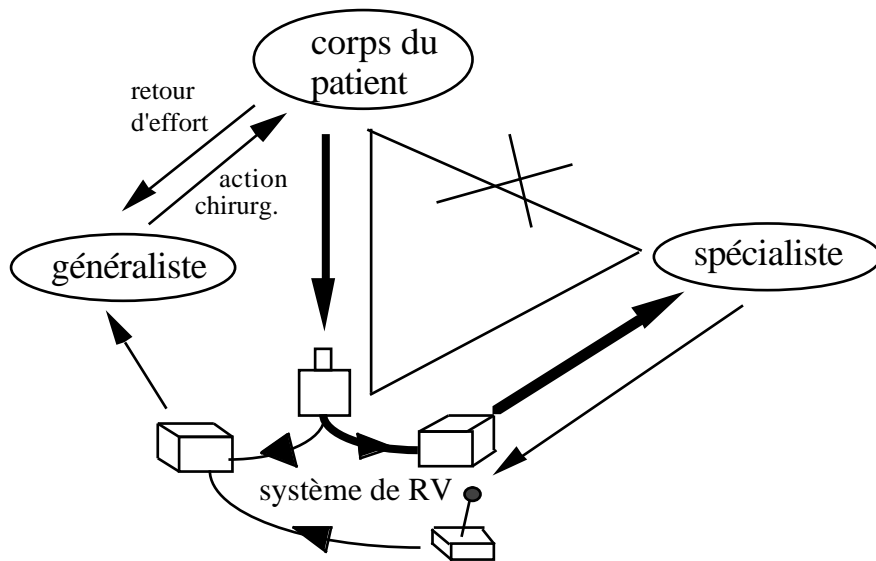 corps du
patient
retour
d'effort
action
chirurg.
généraliste
spécialiste
système de RV